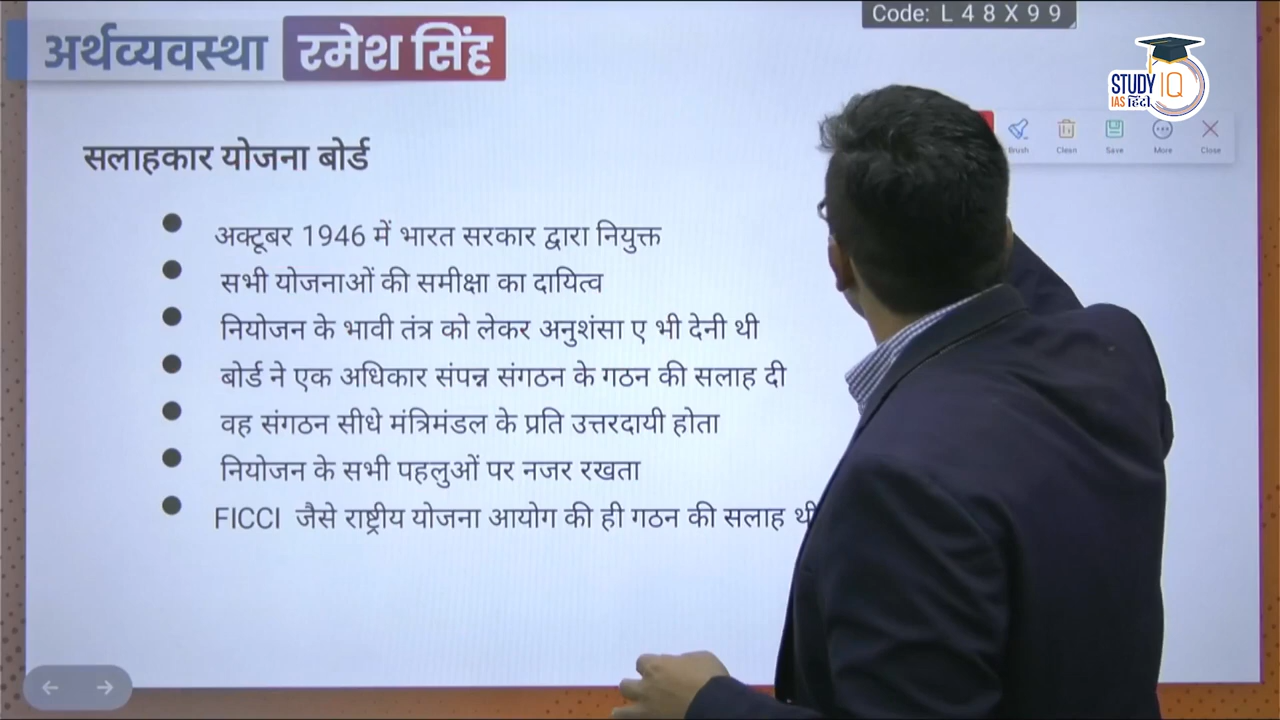 Code: L 4 8 X 9 9
अर्थव्यवस्था रमेश सिंह
STUDY IQ
IAS हिंदी
Brush Clean Save More Close
सलाहकार योजना बोर्ड
अक्टूबर 1946 में भारत सरकार द्वारा नियुक्त
सभी योजनाओं की समीक्षा का दायित्व
नियोजन के भावी तंत्र को लेकर अनुशंसा ए भी देनी थी
बोर्ड ने एक अधिकार संपन्न संगठन के गठन की सलाह दी
वह संगठन सीधे मंत्रिमंडल के प्रति उत्तरदायी होता
नियोजन के सभी पहलुओं पर नजर रखता
FICCI जैसे राष्ट्रीय योजना आयोग की ही गठन की सलाह थी